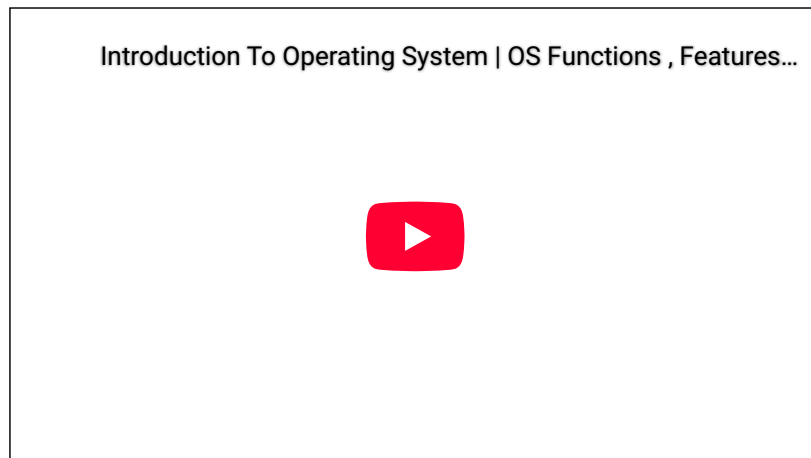 Introduction To Operating System | OS Functions , Features...